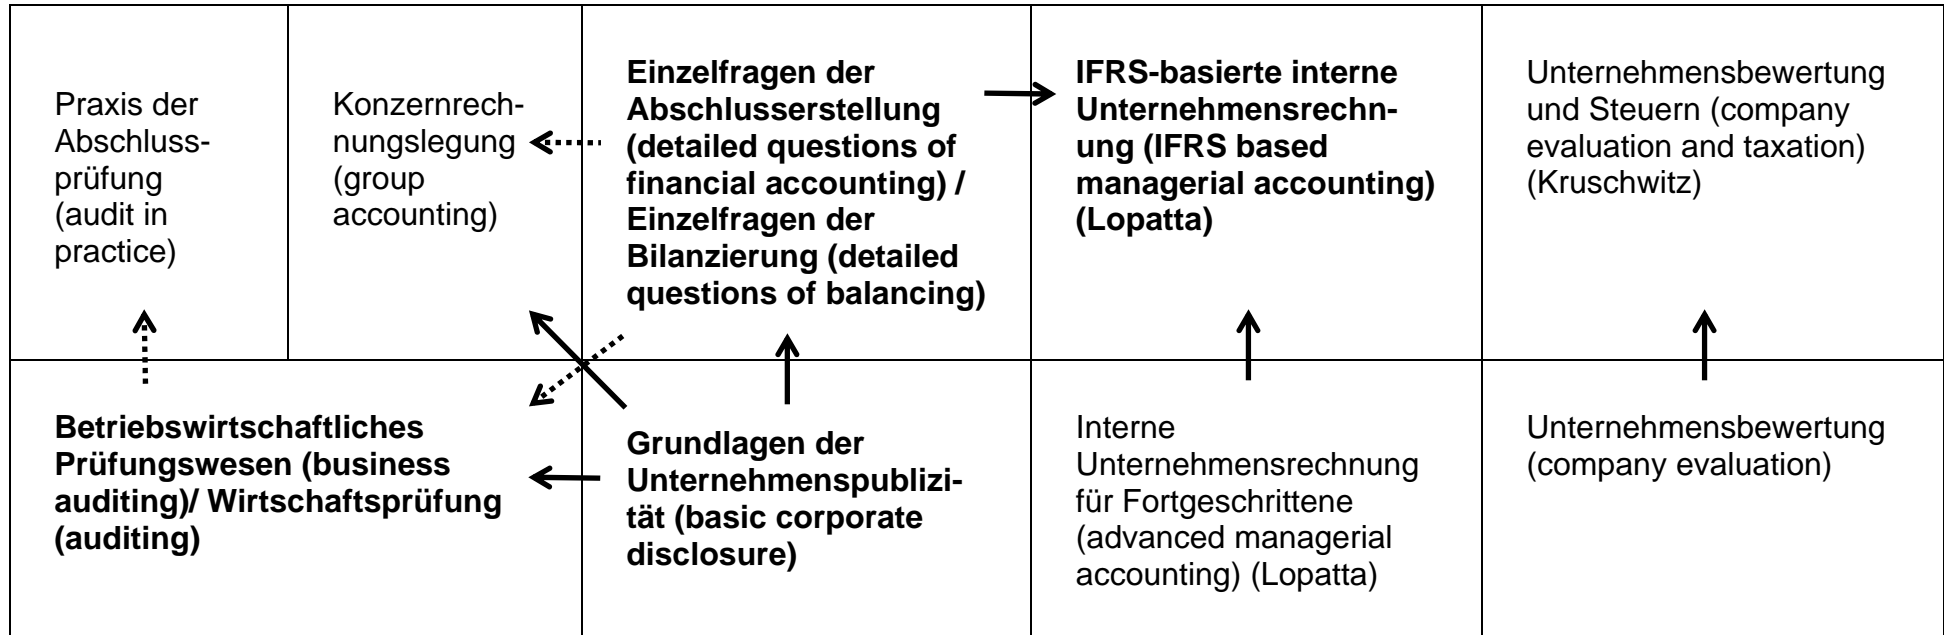 Praxis der
Abschluss-
prüfung
(audit in
practice)
Konzernrech-
nungslegung
(group
accounting)
Einzelfragen der
Abschlusserstellung
(detailed questions of
financial accounting) /
Einzelfragen der
Bilanzierung (detailed
questions of balancing)
IFRS-basierte interne
Unternehmensrechn-
ung (IFRS based
managerial accounting)
(Lopatta)
Unternehmensbewertung
und Steuern (company
evaluation and taxation)
(Kruschwitz)
Betriebswirtschaftliches
Prüfungswesen (business
auditing)/ Wirtschaftsprüfung
(auditing)
Grundlagen der
Unternehmenspublizi-
tät (basic corporate
disclosure)
Interne
Unternehmensrechnung
für Fortgeschrittene
(advanced managerial
accounting) (Lopatta)
Unternehmensbewertung
(company evaluation)